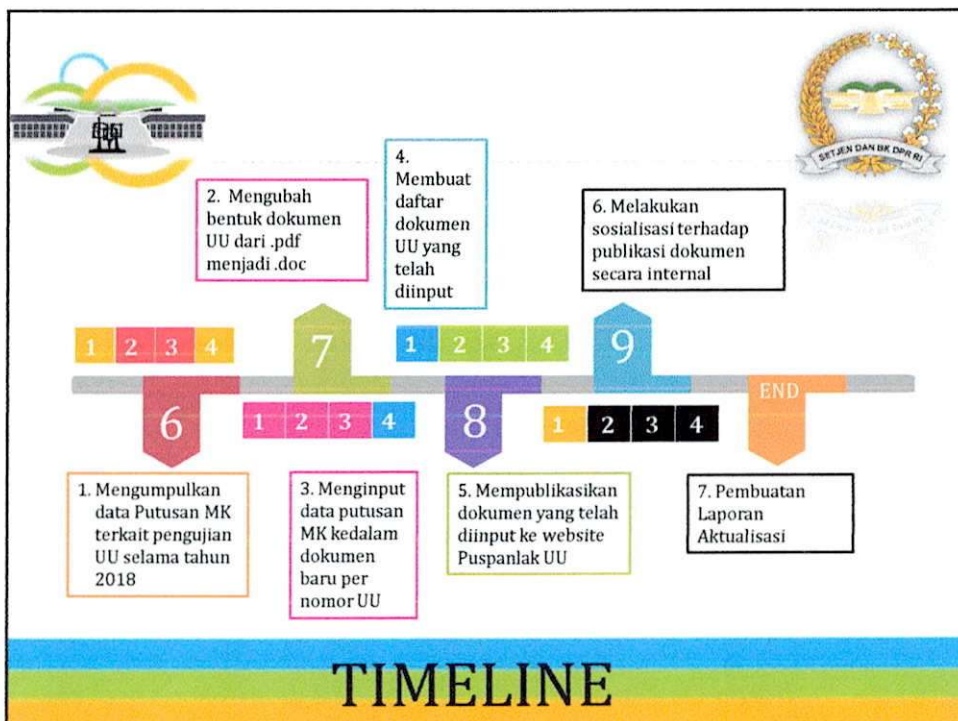 SETJEN DAN BK DPR RI
2. Mengubah
bentuk dokumen
UU dari .pdf
menjadi .doc
4.
Membuat
daftar
dokumen
UU yang
telah
diinput
6. Melakukan
sosialisasi terhadap
publikasi dokumen
secara internal
1 2 3 4
7
1 2 3 4
9
6
1 2 3 4
8
1 2 3 4
END
1. Mengumpulkan
data Putusan MK
terkait pengujian
UU selama tahun
2018
3. Menginput
data putusan
MK kedalam
dokumen
baru per
nomor UU
5. Mempublikasikan
dokumen yang telah
diinput ke website
Puspanlak UU
7. Pembuatan
Laporan
Aktualisasi
TIMELINE